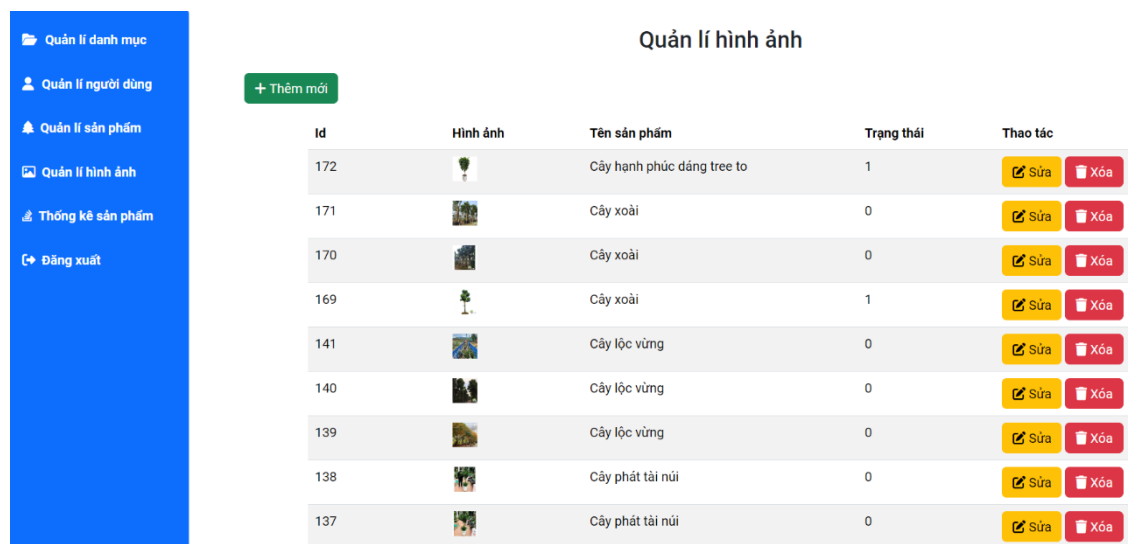 Quản lí danh mục
Quản lí người dùng
Quản lí sản phẩm
Quản lí hình ảnh
Thống kê sản phẩm
Đăng xuất
Quản lí hình ảnh
+ Thêm mới
Id Hình ảnh Tên sản phẩm Trạng thái Thao tác
172 Cây hạnh phúc dáng tree to 1 Sửa Xóa
171 Cây xoài 0 Sửa Xóa
170 Cây xoài 0 Sửa Xóa
169 Cây xoài 1 Sửa Xóa
141 Cây lộc vừng 0 Sửa Xóa
140 Cây lộc vừng 0 Sửa Xóa
139 Cây lộc vừng 0 Sửa Xóa
138 Cây phát tài núi 0 Sửa Xóa
137 Cây phát tài núi 0 Sửa Xóa